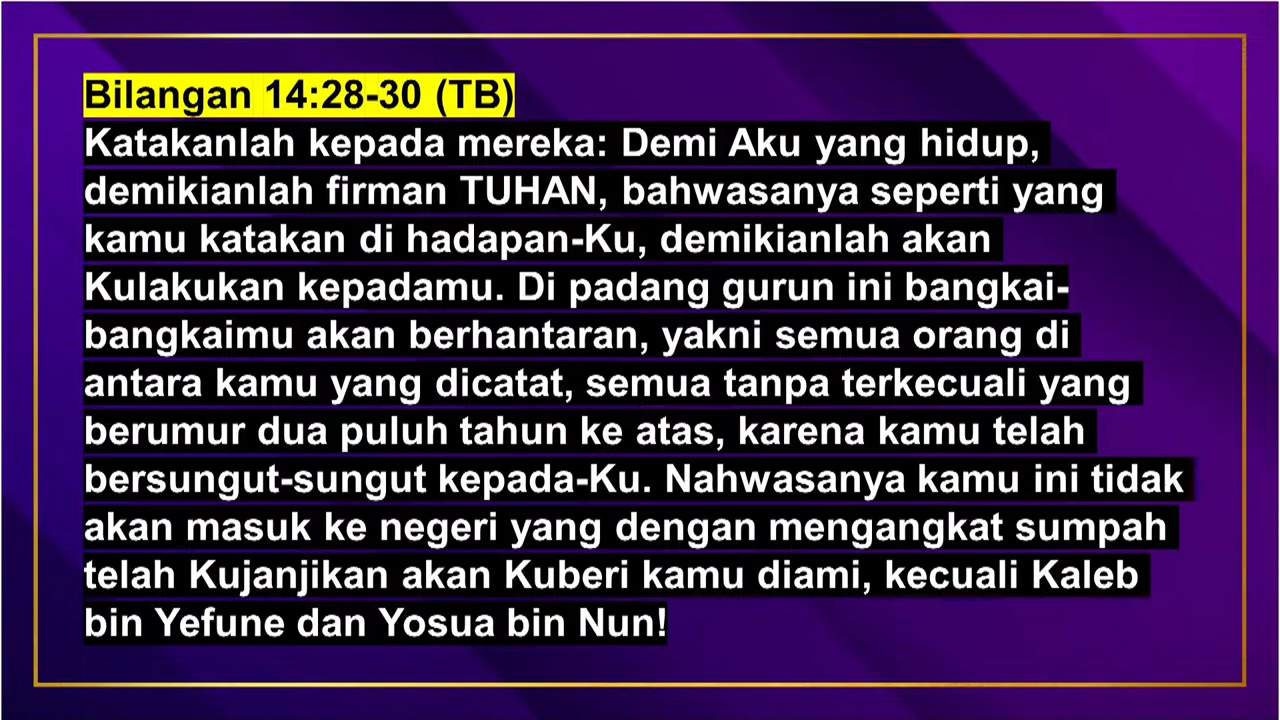 Bilangan 14:28-30 (TB)
Katakanlah kepada mereka: Demi Aku yang hidup,
demikianlah firman TUHAN, bahwasanya seperti yang
kamu katakan di hadapan-Ku, demikianlah akan
Kulakukan kepadamu. Di padang gurun ini bangkai-
bangkaimu akan berhantaran, yakni semua orang di
antara kamu yang dicatat, semua tanpa terkecuali yang
berumur dua puluh tahun ke atas, karena kamu telah
bersungut-sungut kepada-Ku. Nahwasanya kamu ini tidak
akan masuk ke negeri yang dengan mengangkat sumpah
telah Kujanjikan akan Kuberi kamu diami, kecuali Kaleb
bin Yefune dan Yosua bin Nun!